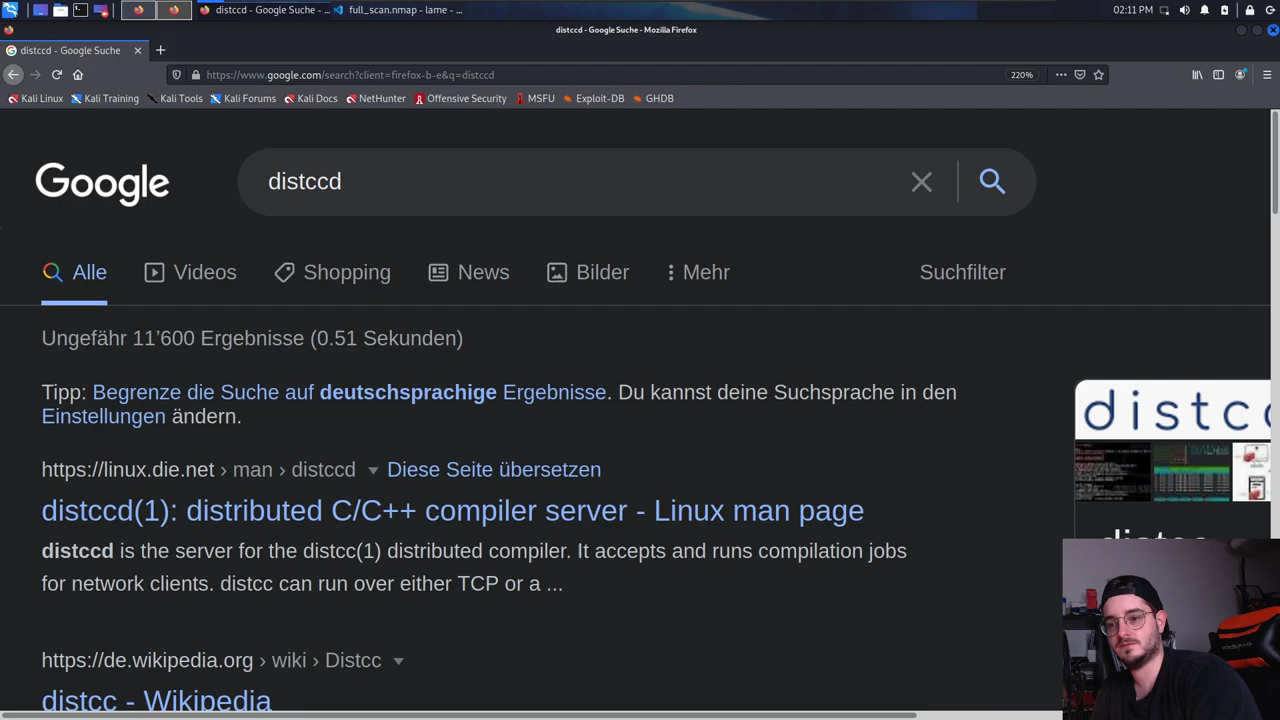 distccd - Google Suche - ...
full_scan.nmap - lame - ...
02:11 PM
distccd - Google Suche - Mozilla Firefox
distccd - Google Suche
https://www.google.com/search?client=firefox-b-e&q=distccd
220%
Kali Linux
Kali Training
Kali Tools
Kali Forums
Kali Docs
NetHunter
Offensive Security
MSFU
Exploit-DB
GHDB
Google
distccd
Alle
Videos
Shopping
News
Bilder
Mehr
Suchfilter
Ungefähr 11’600 Ergebnisse (0.51 Sekunden)
Tipp: Begrenze die Suche auf deutschsprachige Ergebnisse. Du kannst deine Suchsprache in den
Einstellungen ändern.
https://linux.die.net › man › distccd Diese Seite übersetzen
distccd(1): distributed C/C++ compiler server - Linux man page
distccd is the server for the distcc(1) distributed compiler. It accepts and runs compilation jobs
for network clients. distcc can run over either TCP or a ...
https://de.wikipedia.org › wiki › Distcc
distcc - Wikipedia